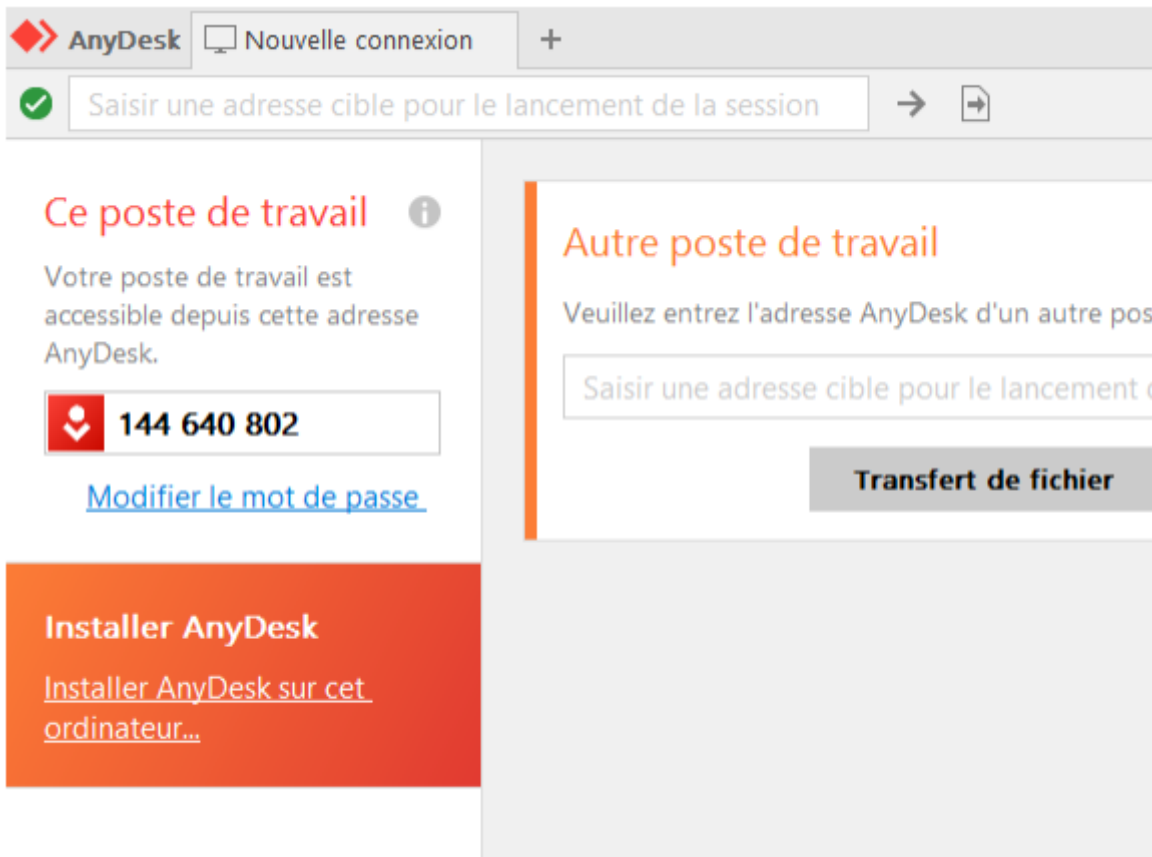 AnyDesk Nouvelle connexion +
Saisir une adresse cible pour le lancement de la session
Ce poste de travail
Votre poste de travail est
accessible depuis cette adresse
AnyDesk.
144 640 802
Modifier le mot de passe
Installer AnyDesk
Installer AnyDesk sur cet
ordinateur...
Autre poste de travail
Veuillez entrez l'adresse AnyDesk d'un autre pos
Saisir une adresse cible pour le lancement
Transfert de fichier